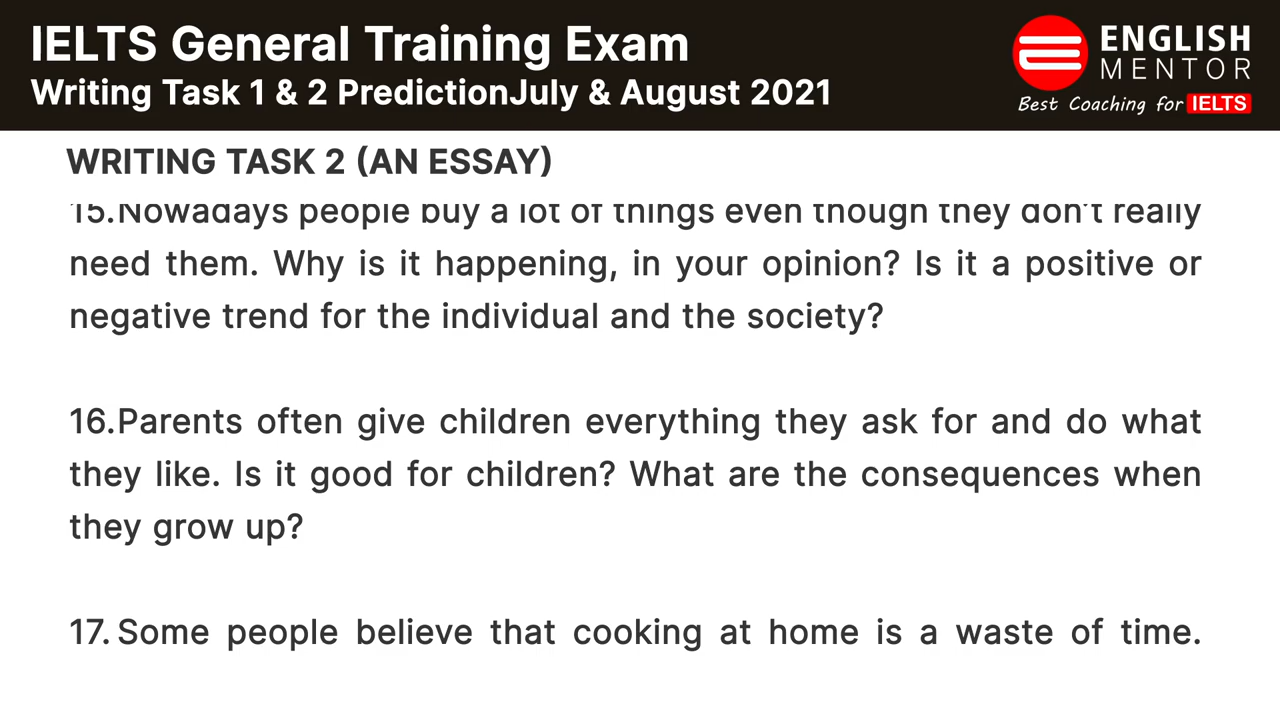 IELTS General Training Exam
Writing Task 1 & 2 PredictionJuly & August 2021
ENGLISH
MENTOR
Best Coaching for IELTS
WRITING TASK 2 (AN ESSAY)
15.Nowadays people buy a lot of things even though they don't really
need them. Why is it happening, in your opinion? Is it a positive or
negative trend for the individual and the society?
16.Parents often give children everything they ask for and do what
they like. Is it good for children? What are the consequences when
they grow up?
17. Some people believe that cooking at home is a waste of time.